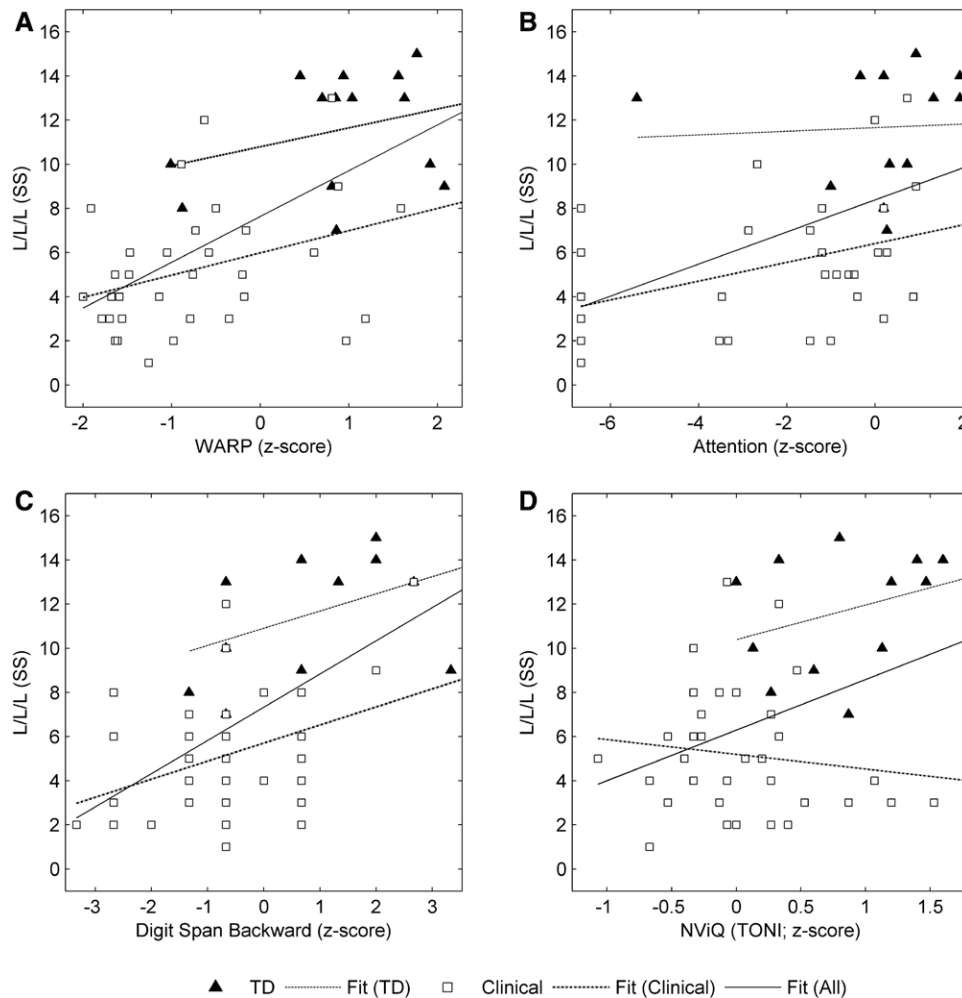 A
L/L/L (SS)
16
14
12
10
8
6
4
2
0
-2 -1 0 1 2
WARP (z-score)
B
L/L/L (SS)
16
14
12
10
8
6
4
2
0
-6 -4 -2 0 2
Attention (z-score)
C
L/L/L (SS)
16
14
12
10
8
6
4
2
0
-3 -2 -1 0 1 2 3
Digit Span Backward (z-score)
D
L/L/L (SS)
16
14
12
10
8
6
4
2
0
-1 -0.5 0 0.5 1 1.5
NViQ (TONI; z-score)
TD Fit (TD) Clinical Fit (Clinical) Fit (All)